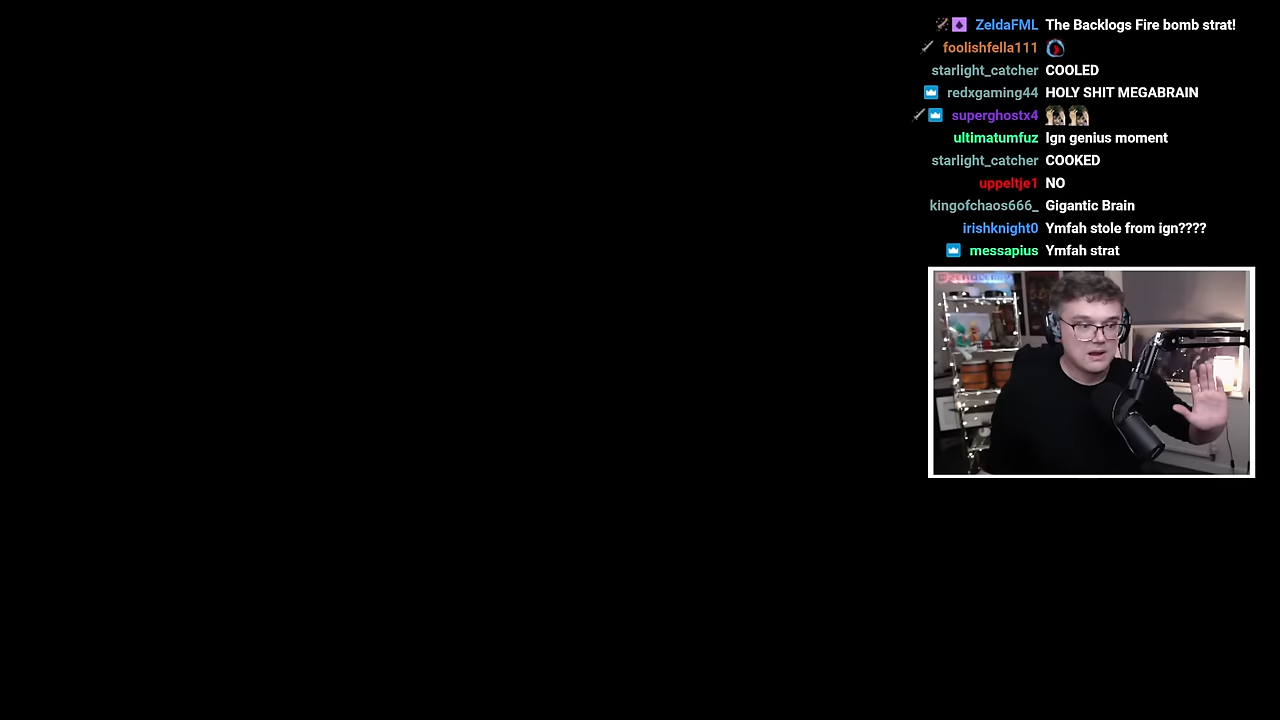 ZeldaFML The Backlogs Fire bomb strat!
foolishfella111
starlight_catcher COOLED
redxgaming44 HOLY SHIT MEGABRAIN
superghostx4
ultimatumfuz Ign genius moment
starlight_catcher COOKED
uppeltje1 NO
kingofchaos666_ Gigantic Brain
irishknight0 Ymfah stole from ign????
messapius Ymfah strat